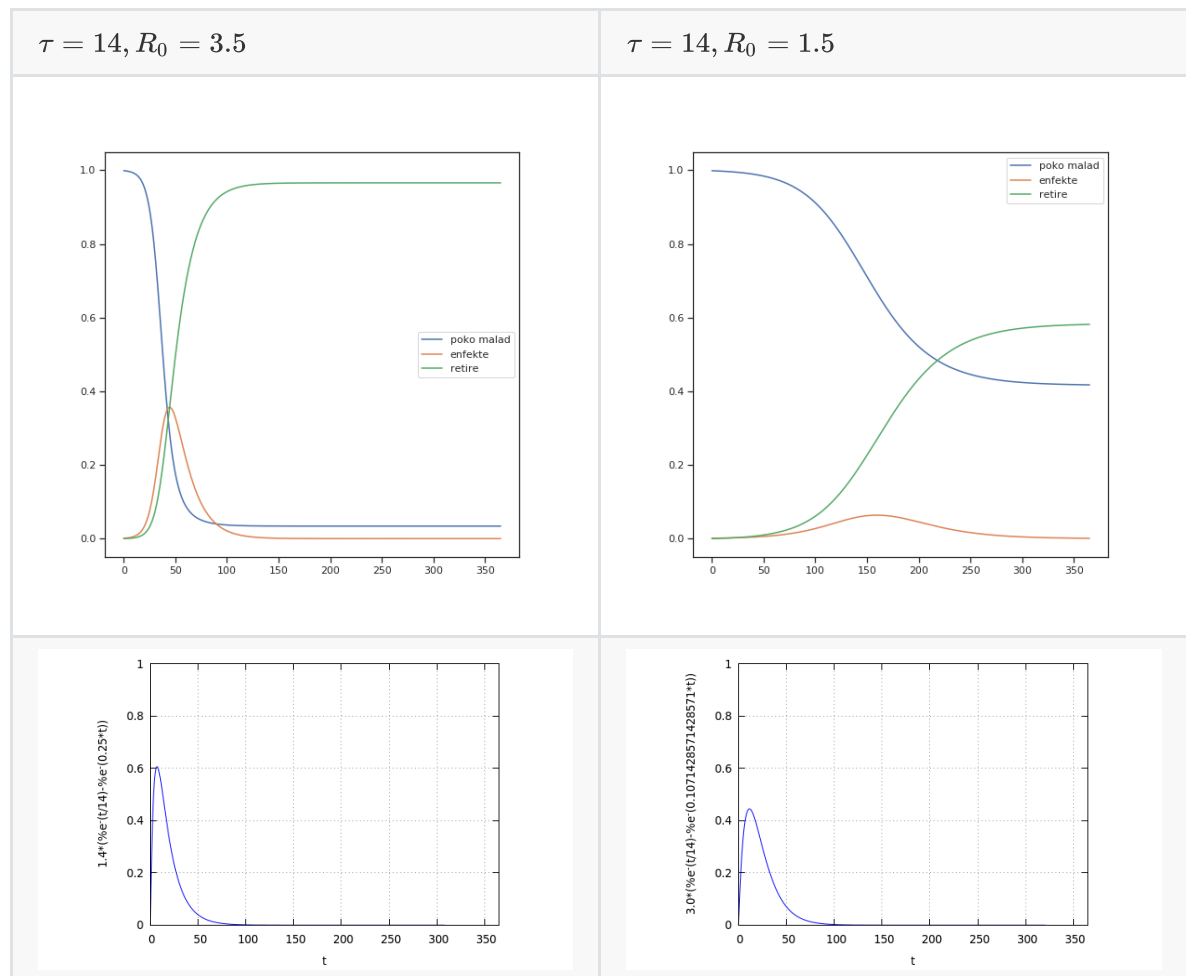 τ = 14, R₀ = 3.5
τ = 14, R₀ = 1.5
1.0
0.8
0.6
0.4
0.2
0.0
poko malad
enfekte
retire
0 50 100 150 200 250 300 350
1.0
0.8
0.6
0.4
0.2
0.0
poko malad
enfekte
retire
0 50 100 150 200 250 300 350
1.4*(%e⁻(t/14)-%e⁻(0.25*t))
1
0.8
0.6
0.4
0.2
0
0 50 100 150 200 250 300 350
t
3.0*(%e⁻(t/14)-%e⁻(0.1071428571428571*t))
1
0.8
0.6
0.4
0.2
0
0 50 100 150 200 250 300 350
t